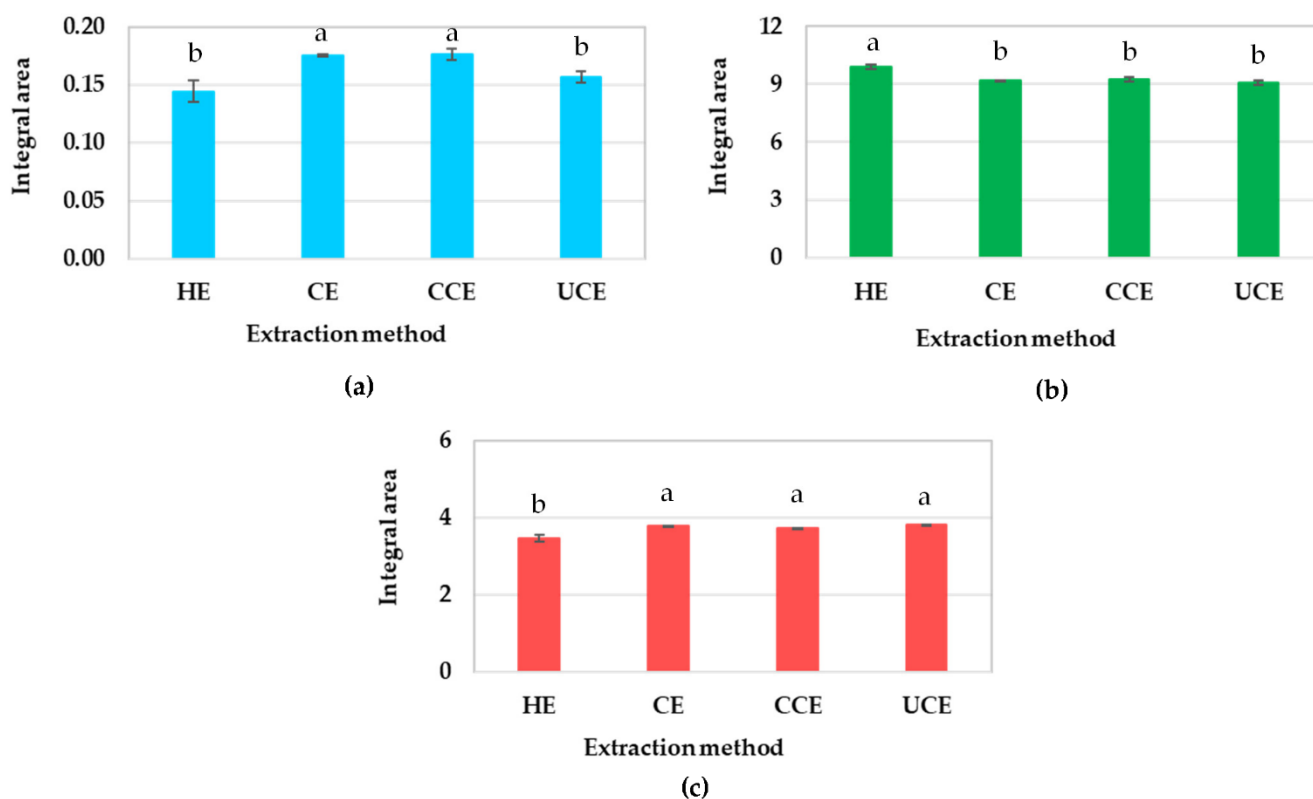 Integral area
0.20
0.15
0.10
0.05
0.00
b
a
a
b
HE CE CCE UCE
Extraction method
(a)
Integral area
12
9
6
3
0
a
b
b
b
HE CE CCE UCE
Extraction method
(b)
Integral area
6
4
2
0
b
a
a
a
HE CE CCE UCE
Extraction method
(c)